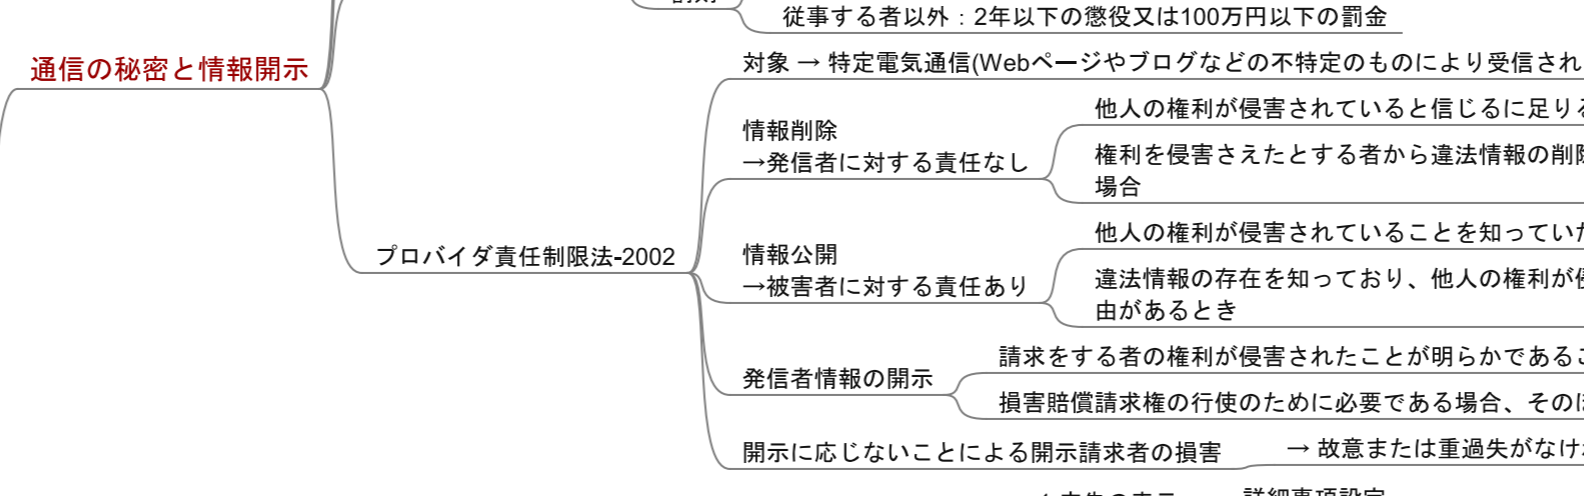 従事する者以外：2年以下の懲役又は100万円以下の罰金
通信の秘密と情報開示
対象 → 特定電気通信(Webページやブログなどの不特定のものにより受信され
他人の権利が侵害されていると信じるに足り
情報削除
→発信者に対する責任なし
権利を侵害さえたとする者から違法情報の削
場合
プロバイダ責任制限法-2002
他人の権利が侵害されていることを知ってい
情報公開
→被害者に対する責任あり
違法情報の存在を知っており、他人の権利が
由があるとき
請求をする者の権利が侵害されたことが明らかである
発信者情報の開示
損害賠償請求権の行使のために必要である場合、その
開示に応じないことによる開示請求者の損害
→ 故意または重過失がなけ